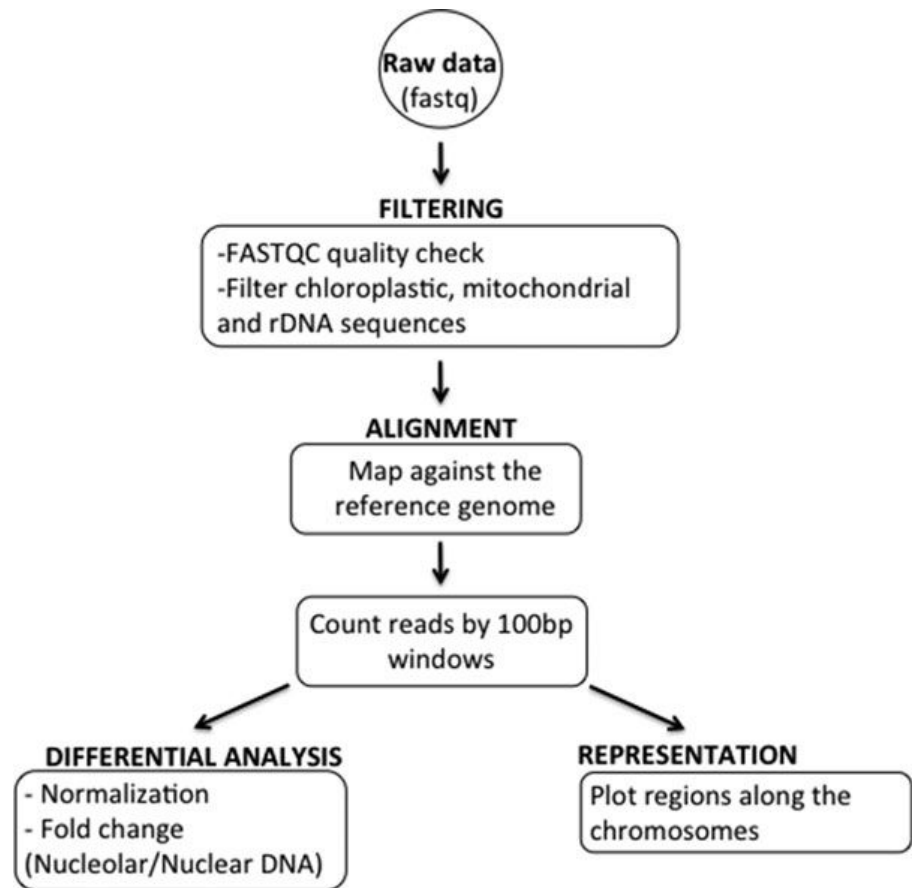 Raw data
(fastq)
FILTERING
-FASTQC quality check
-Filter chloroplastic, mitochondrial
and rDNA sequences
ALIGNMENT
Map against the
reference genome
Count reads by 100bp
windows
DIFFERENTIAL ANALYSIS
- Normalization
- Fold change
(Nucleolar/Nuclear DNA)
REPRESENTATION
Plot regions along the
chromosomes